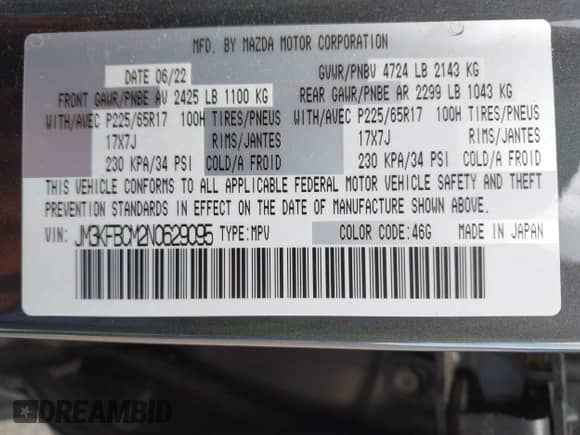 MFD. BY MAZDA MOTOR CORPORATION
DATE 06/22 GVWR/PNBV 4724 LB 2143 KG
FRONT GAWR/PNBE AV 2425 LB 1100 KG REAR GAWR/PNBE AR 2299 LB 1043 KG
WITH/AVEC P225/65R17 100H TIRES/PNEUS WITH/AVEC P225/65R17 100H TIRES/PNEUS
17X7J RIMS/JANTES 17X7J RIMS/JANTES
230 KPA/34 PSI COLD/A FROID 230 KPA/34 PSI COLD/A FROID
THIS VEHICLE CONFORMS TO ALL APPLICABLE FEDERAL MOTOR VEHICLE SAFETY AND THEFT
PREVENTION STANDARDS IN EFFECT ON THE DATE OF MANUFACTURE SHOWN ABOVE.
VIN: JM3KFBCM2N0629095 TYPE:MPV COLOR CODE:46G MADE IN JAPAN
DREAMBID